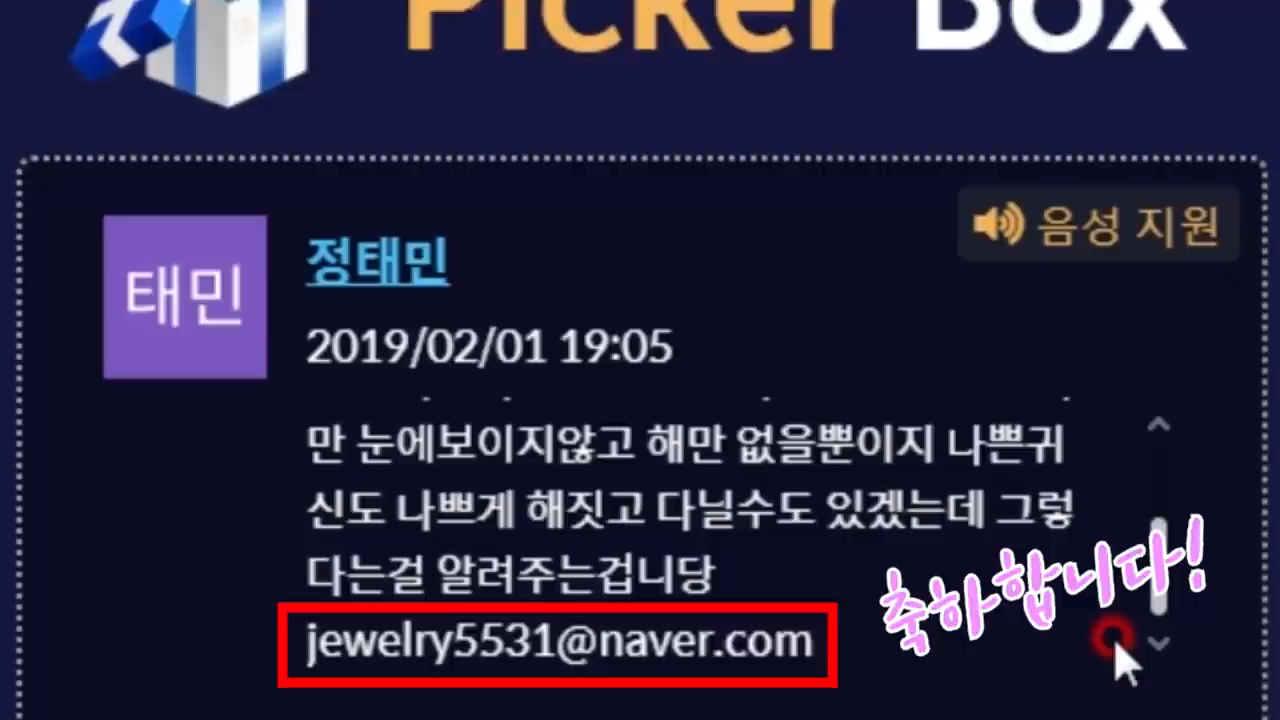 Picker Box
음성 지원
태민
정태민
2019/02/01 19:05
만 눈에보이지않고 해만 없을뿐이지 나쁜귀
신도 나쁘게 해짓고 다닐수도 있겠는데 그렇
다는걸 알려주는겁니당
jewelry5531@naver.com
축하합니다!